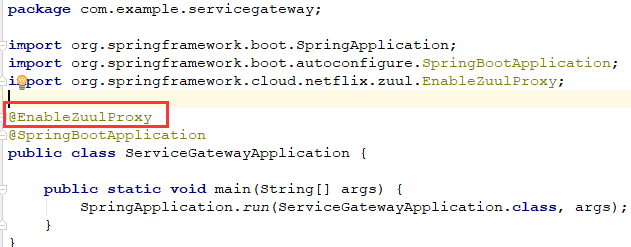 package com.example.servicegateway;
import org.springframework.boot.SpringApplication;
import org.springframework.boot.autoconfigure.SpringBootApplication;
import org.springframework.cloud.netflix.zuul.EnableZuulProxy;
@EnableZuulProxy
@SpringBootApplication
public class ServiceGatewayApplication {
public static void main(String[] args) {
SpringApplication.run(ServiceGatewayApplication.class, args);
}
}